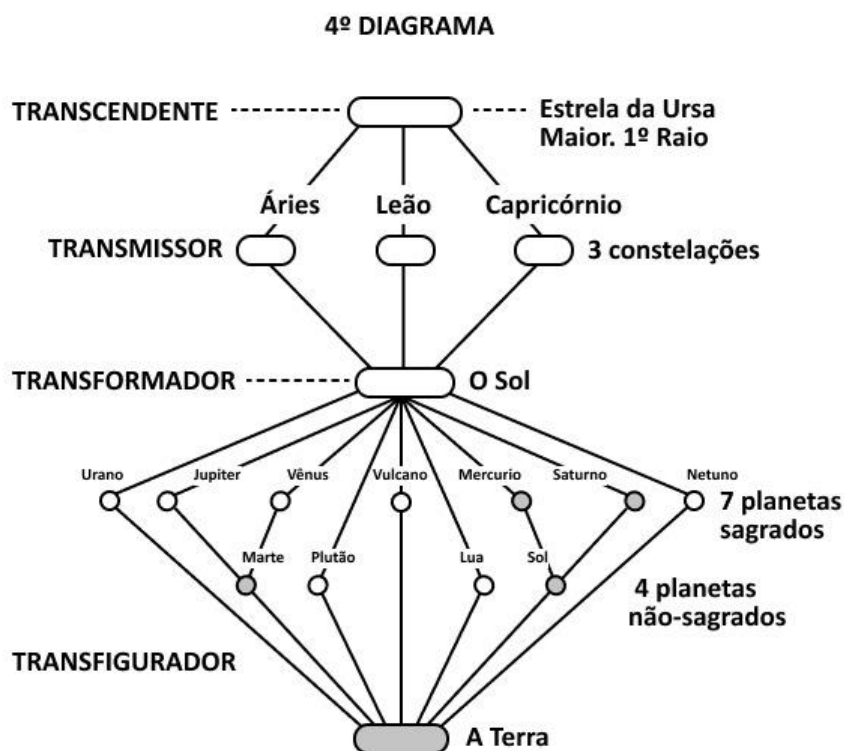 4º DIAGRAMA
TRANSCENDENTE
Estrela da Ursa
Maior. 1º Raio
Áries
Leão
Capricórnio
TRANSMISSOR
3 constelações
TRANSFORMADOR
O Sol
Urano
Jupiter
Vênus
Vulcano
Mercurio
Saturno
Netuno
7 planetas
sagrados
Marte
Plutão
Lua
Sol
4 planetas
não-sagrados
TRANSFIGURADOR
A Terra